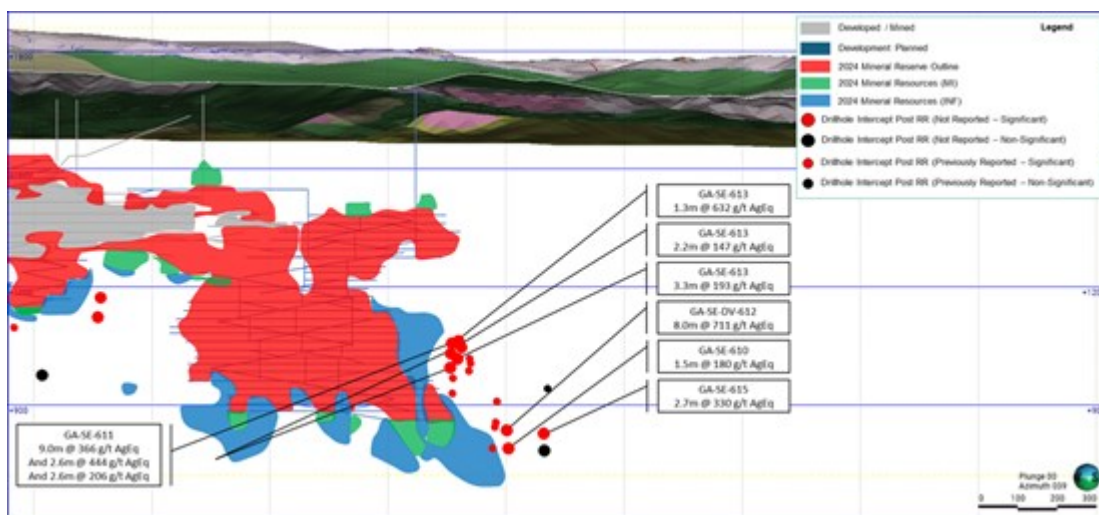 Legend
Developed / Mined
Development Planned
2024 Mineral Reserve Outline
2024 Mineral Resources (MI)
2024 Mineral Resources (INF)
Drillhole Intercept Post RR (Not Reported – Significant)
Drillhole Intercept Post RR (Not Reported – Non-Significant)
Drillhole Intercept Post RR (Previously Reported – Significant)
Drillhole Intercept Post RR (Previously Reported – Non-Significant)
GA-SE-613
1.3m @ 632 g/t AgEq
GA-SE-613
2.2m @ 147 g/t AgEq
GA-SE-613
3.3m @ 193 g/t AgEq
GA-SE-DV-612
8.0m @ 711 g/t AgEq
GA-SE-610
1.5m @ 180 g/t AgEq
GA-SE-615
2.7m @ 330 g/t AgEq
+120
+900
+90
GA-SE-611
9.0m @ 366 g/t AgEq
And 2.6m @ 444 g/t AgEq
And 2.6m @ 206 g/t AgEq
Plunge 00
Azimuth 039
0 100 200 300